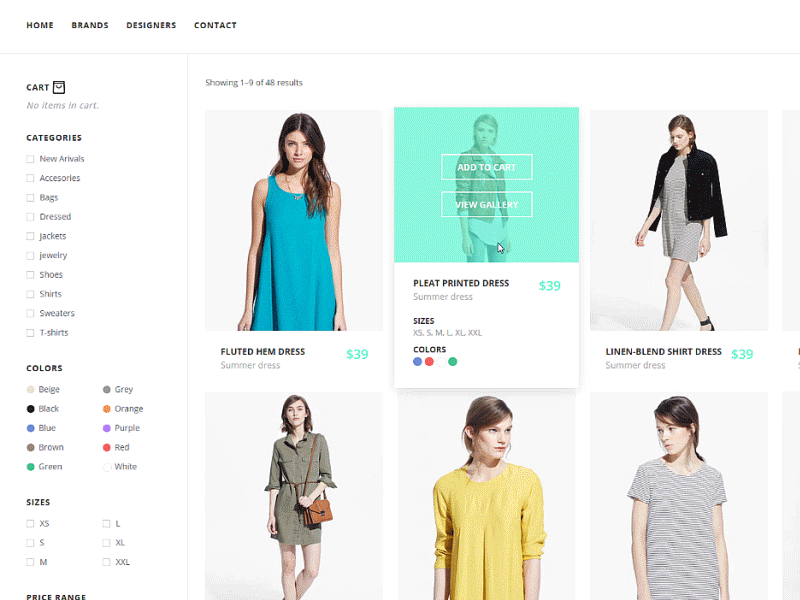 HOME BRANDS DESIGNERS CONTACT
CART
No items in cart.
CATEGORIES
New Arivals
Accesories
Bags
Dressed
Jackets
jewelry
Shoes
Shirts
Sweaters
T-shirts
COLORS
Beige Grey
Black Orange
Blue Purple
Brown Red
Green White
SIZES
XS L
S XL
M XXL
PRICE RANGE
Showing 1–9 of 48 results
FLUTED HEM DRESS $39
Summer dress
ADD TO CART
VIEW GALLERY
PLEAT PRINTED DRESS $39
Summer dress
SIZES
XS, S, M, L, XL, XXL
COLORS
LINEN-BLEND SHIRT DRESS $39
Summer dress